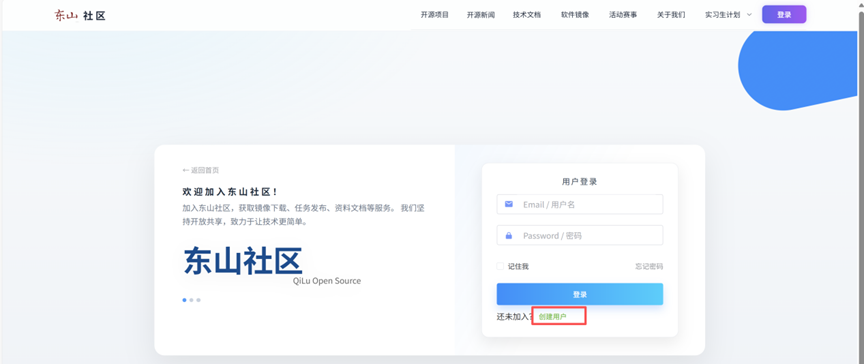 东山 社区
开源项目 开源新闻 技术文档 软件镜像 活动赛事 关于我们 实习生计划 登录
← 返回首页
欢迎加入东山社区！
加入东山社区，获取镜像下载、任务发布、资料文档等服务。 我们坚
持开放共享，致力于让技术更简单。
东山社区
QiLu Open Source
用户登录
Email / 用户名
Password / 密码
记住我 忘记密码
登录
还未加入? 创建用户